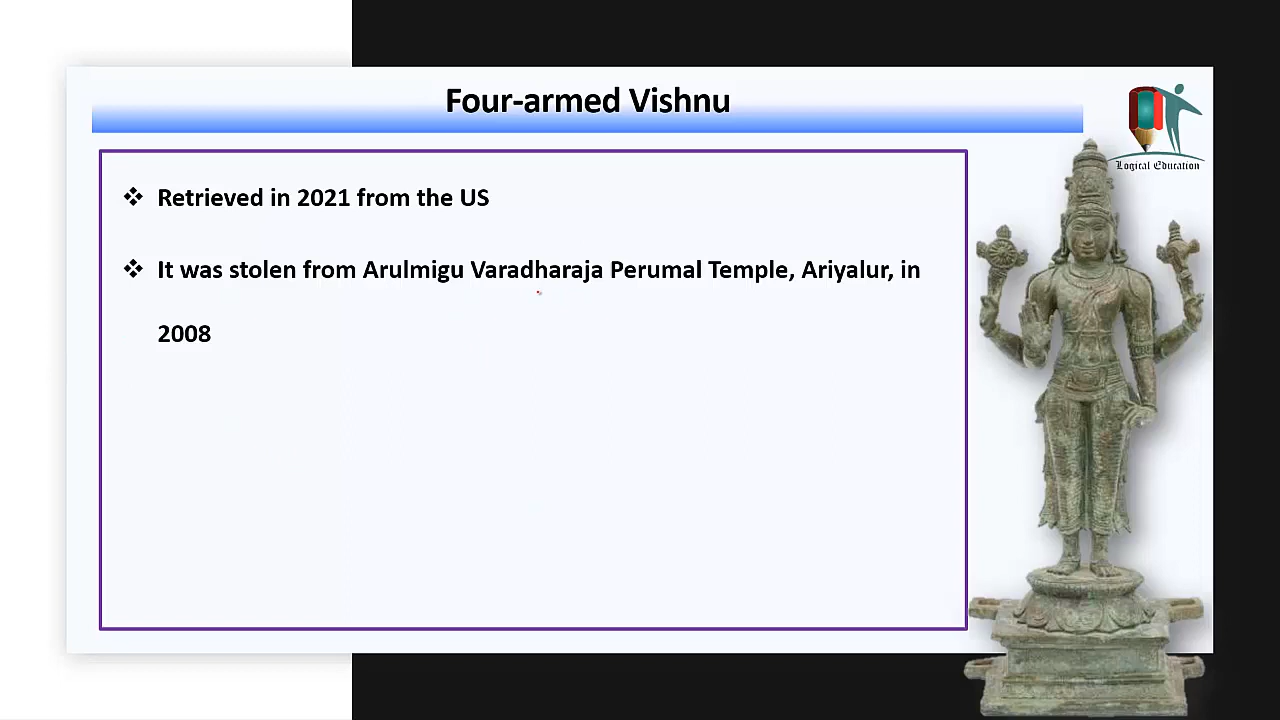 Four-armed Vishnu
Logical Education
❖ Retrieved in 2021 from the US
❖ It was stolen from Arulmigu Varadharaja Perumal Temple, Ariyalur, in
2008